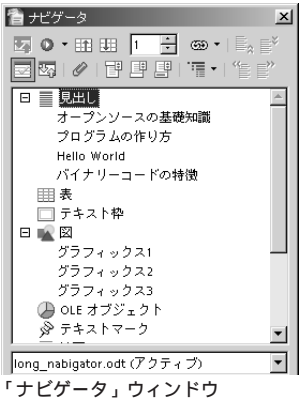 ナビゲータ
1
見出し
オープンソースの基礎知識
プログラムの作り方
Hello World
バイナリーコードの特徴
表
テキスト枠
図
グラフィックス1
グラフィックス2
グラフィックス3
OLE オブジェクト
テキストマーク
long_nabigator.odt (アクティブ)
「ナビゲータ」ウィンドウ